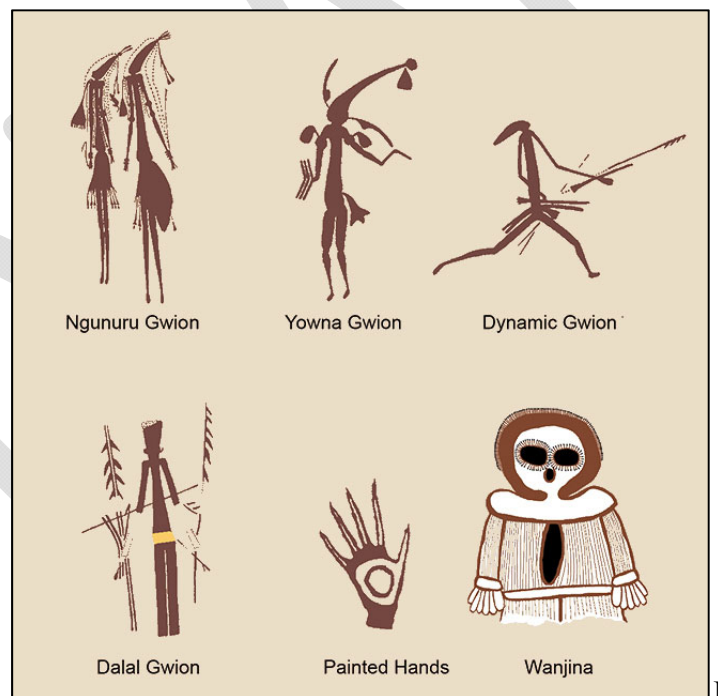 Ngunuru Gwion
Yowna Gwion
Dynamic Gwion
Dalal Gwion
Painted Hands
Wanjina